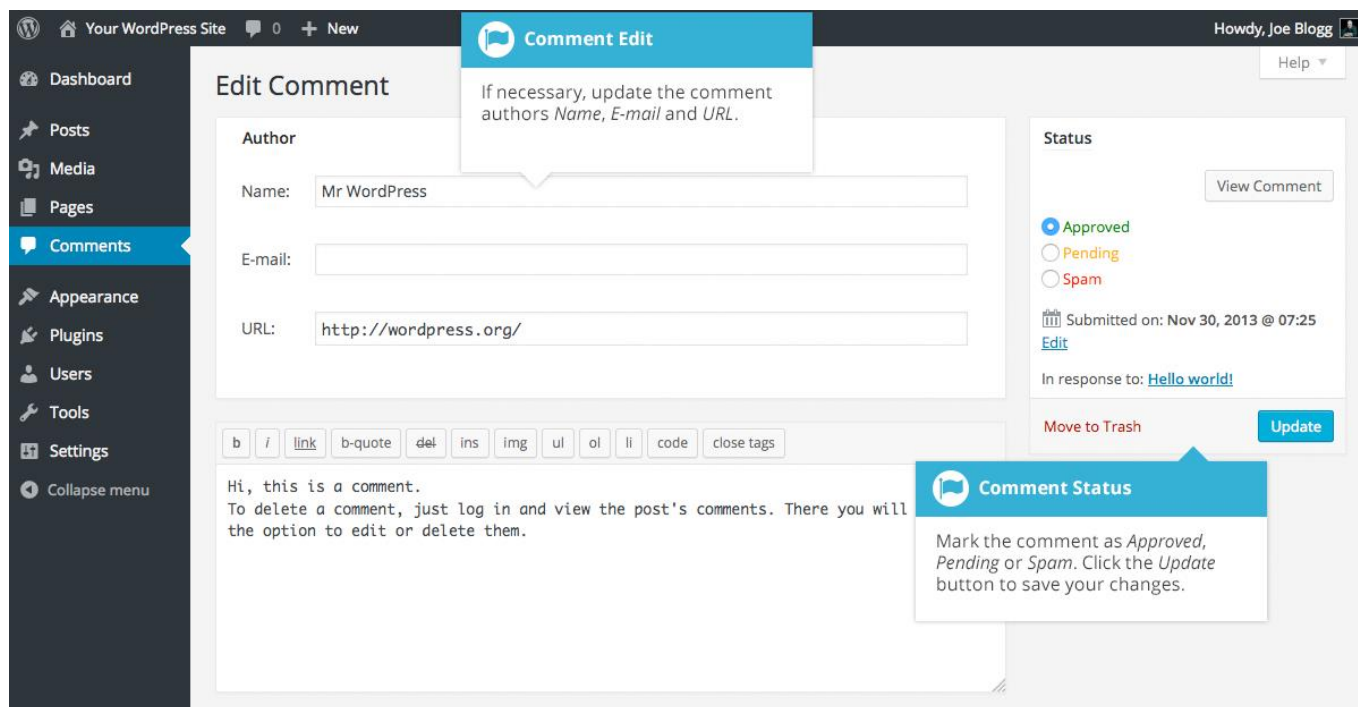 Your WordPress Site 0 + New Howdy, Joe Blogg
Help
Dashboard
Posts
Media
Pages
Comments
Appearance
Plugins
Users
Tools
Settings
Collapse menu
Edit Comment
Comment Edit
If necessary, update the comment
authors Name, E-mail and URL.
Author
Name: Mr WordPress
E-mail:
URL: http://wordpress.org/
b i link b-quote del ins img ul ol li code close tags
Hi, this is a comment.
To delete a comment, just log in and view the post's comments. There you will
the option to edit or delete them.
Status
View Comment
Approved
Pending
Spam
Submitted on: Nov 30, 2013 @ 07:25
Edit
In response to: Hello world!
Move to Trash Update
Comment Status
Mark the comment as Approved,
Pending or Spam. Click the Update
button to save your changes.